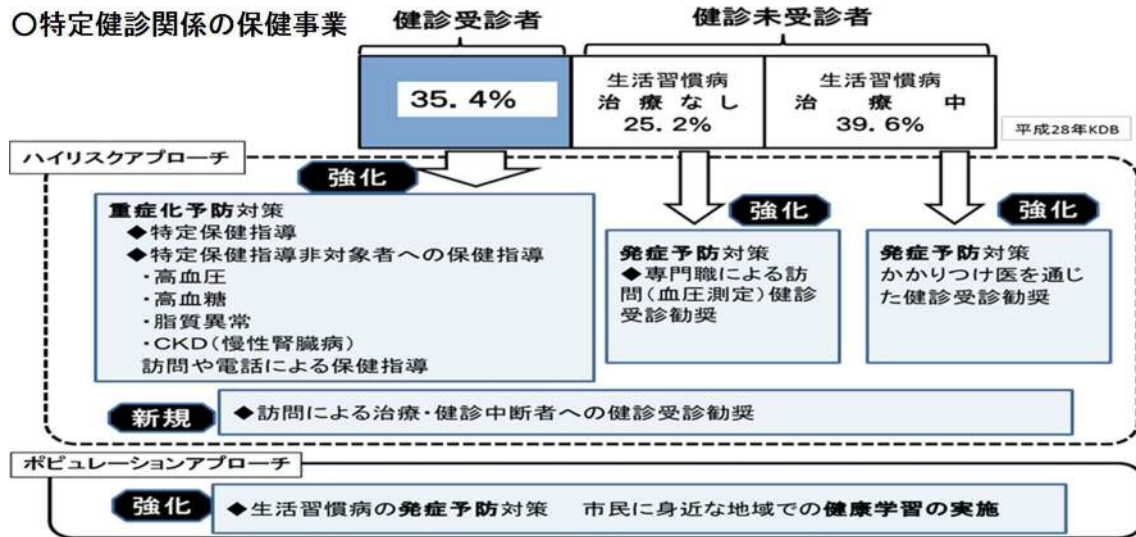 〇特定健診関係の保健事業
健診受診者
健診未受診者
35.4%
生活習慣病
治療なし
25.2%
生活習慣病
治療中
39.6%
平成28年KDB
ハイリスクアプローチ
強化
重症化予防対策
◆特定保健指導
◆特定保健指導非対象者への保健指導
・高血圧
・高血糖
・脂質異常
・CKD(慢性腎臓病)
訪問や電話による保健指導
強化
発症予防対策
◆専門職による訪
問(血圧測定)健診
受診勧奨
強化
発症予防対策
かかりつけ医を通じ
た健診受診勧奨
新規
◆訪問による治療・健診中断者への健診受診勧奨
ポピュレーションアプローチ
強化
◆生活習慣病の発症予防対策 市民に身近な地域での健康学習の実施